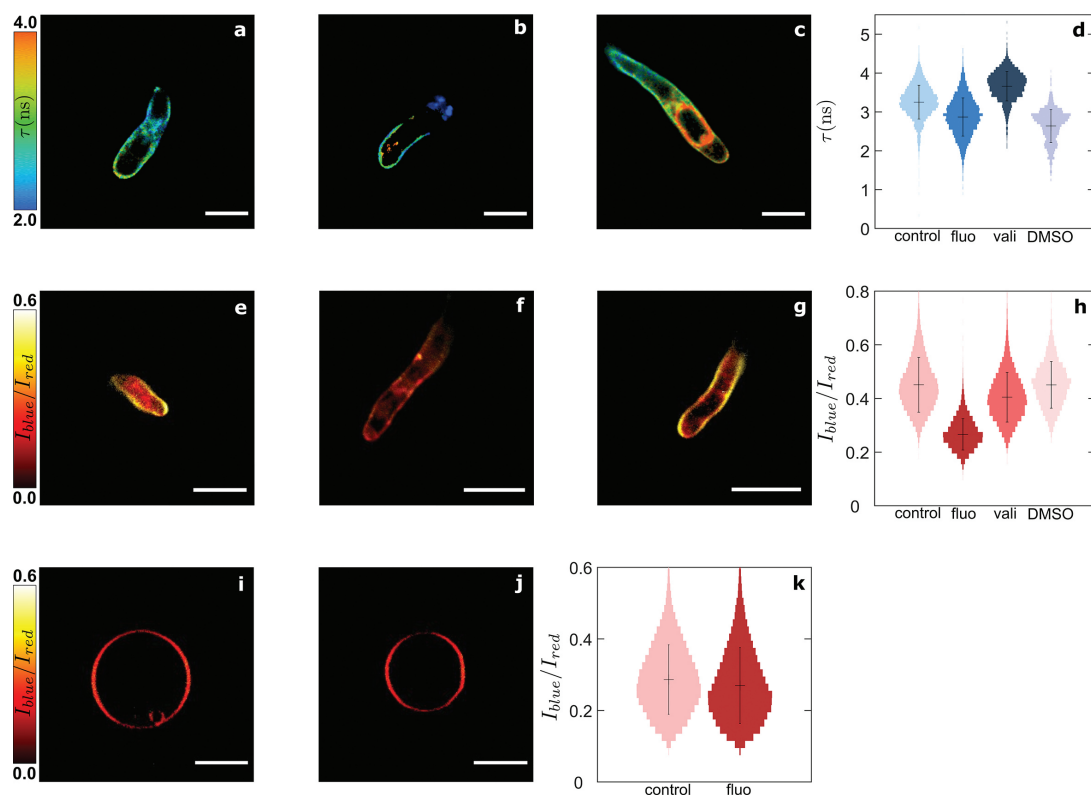 4.0
τ(ns)
2.0
a
b
c
d
τ(ns)
5
4
3
2
1
0
control fluo vali DMSO
0.6
I_blue/I_red
0.0
e
f
g
h
I_blue/I_red
0.8
0.6
0.4
0.2
0
control fluo vali DMSO
0.6
I_blue/I_red
0.0
i
j
k
I_blue/I_red
0.6
0.4
0.2
0
control fluo